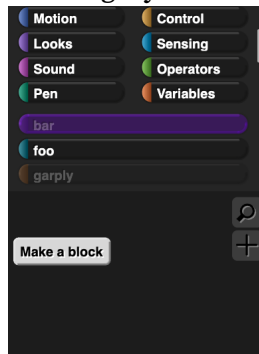 Motion Control
Looks Sensing
Sound Operators
Pen Variables
bar
foo
garply
Make a block